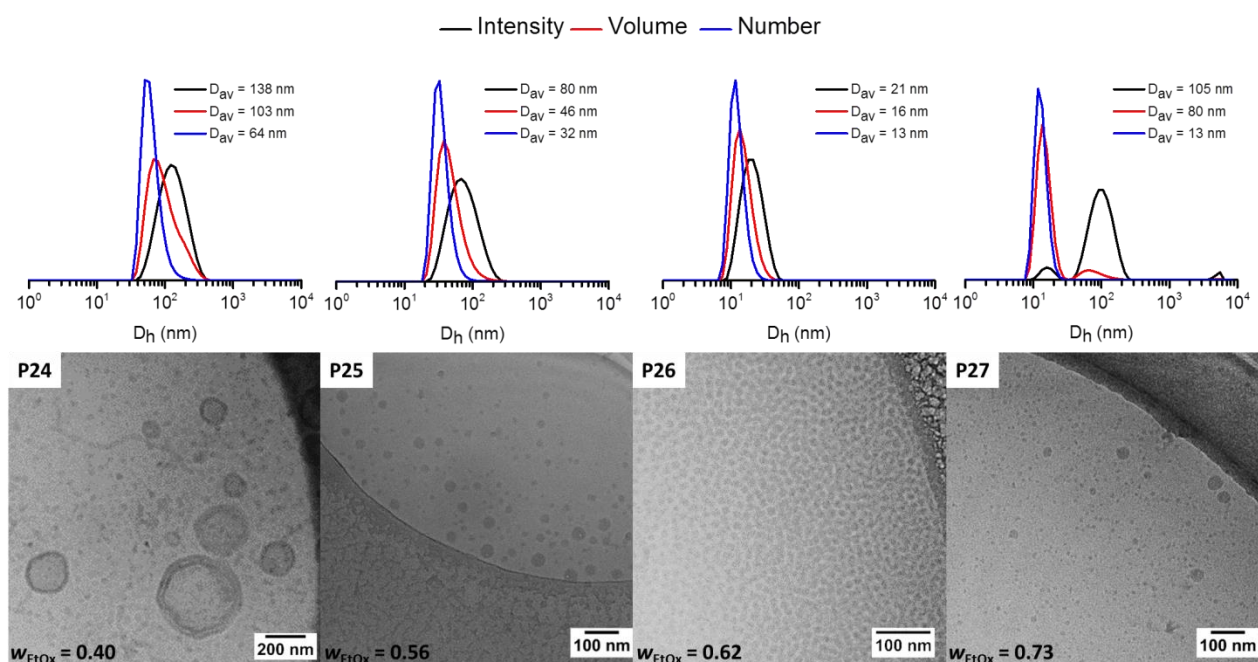 Intensity Volume Number
D_av = 138 nm
D_av = 103 nm
D_av = 64 nm
D_av = 80 nm
D_av = 46 nm
D_av = 32 nm
D_av = 21 nm
D_av = 16 nm
D_av = 13 nm
D_av = 105 nm
D_av = 80 nm
D_av = 13 nm
10^0 10^1 10^2 10^3 10^4
10^0 10^1 10^2 10^3 10^4
10^0 10^1 10^2 10^3 10^4
10^0 10^1 10^2 10^3 10^4
D_h (nm)
D_h (nm)
D_h (nm)
D_h (nm)
P24
P25
P26
P27
w_EtOx = 0.40
200 nm
w_EtOx = 0.56
100 nm
w_EtOx = 0.62
100 nm
w_EtOx = 0.73
100 nm